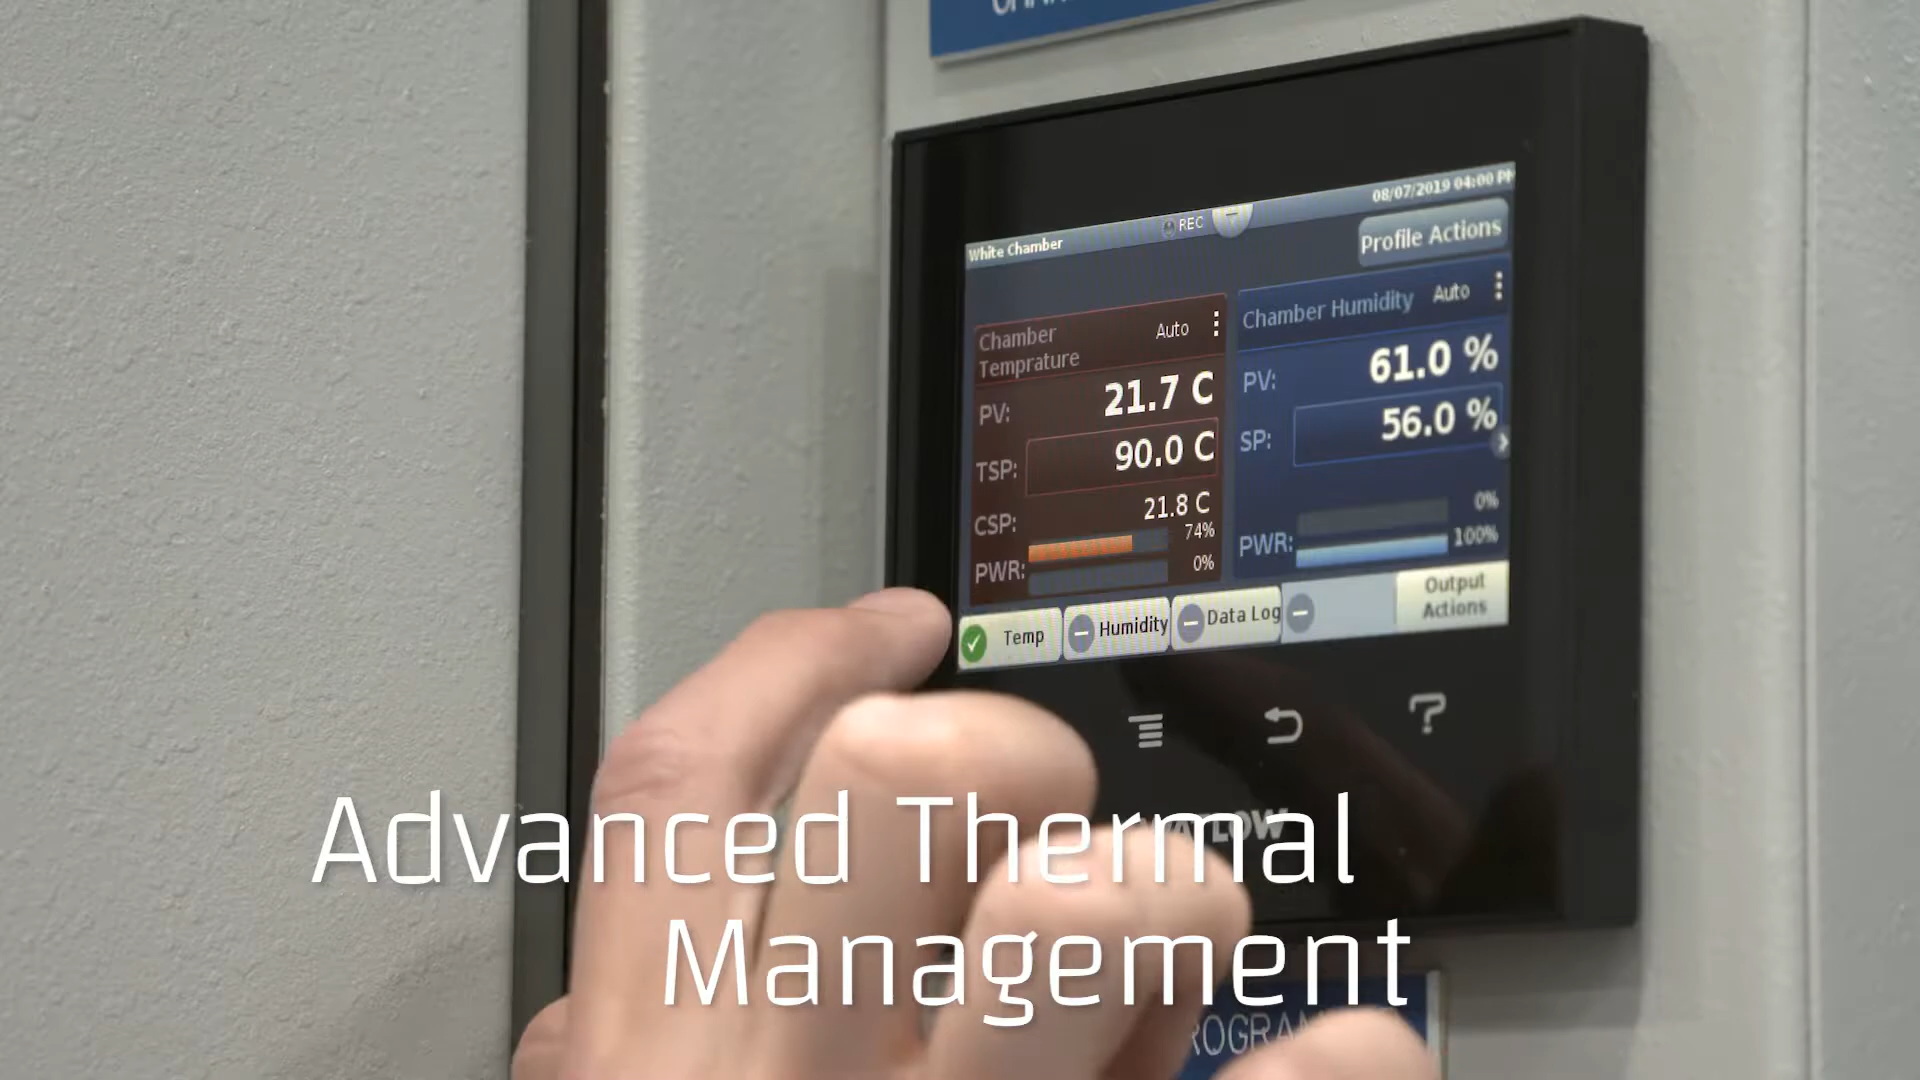 08/07/2019 04:00 PM
White Chamber
REC
Profile Actions
Chamber
Temprature
Auto
PV:
21.7 C
TSP:
90.0 C
CSP:
21.8 C
74%
PWR:
0%
Chamber Humidity
Auto
PV:
61.0 %
SP:
56.0 %
0%
PWR:
100%
Temp
Humidity
Data Log
Output
Actions
Advanced Thermal
Management